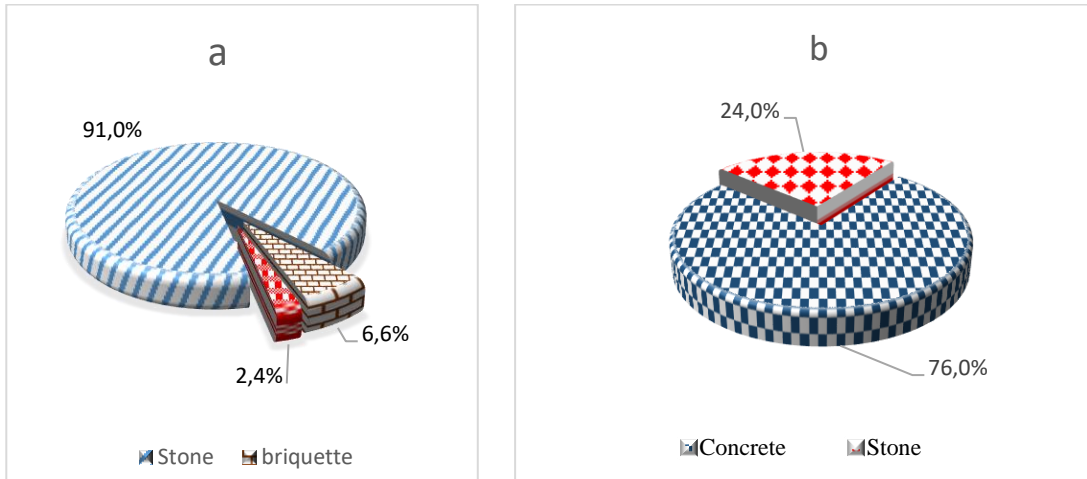 a
91,0%
6,6%
2,4%
Stone briquette
b
24,0%
76,0%
Concrete Stone